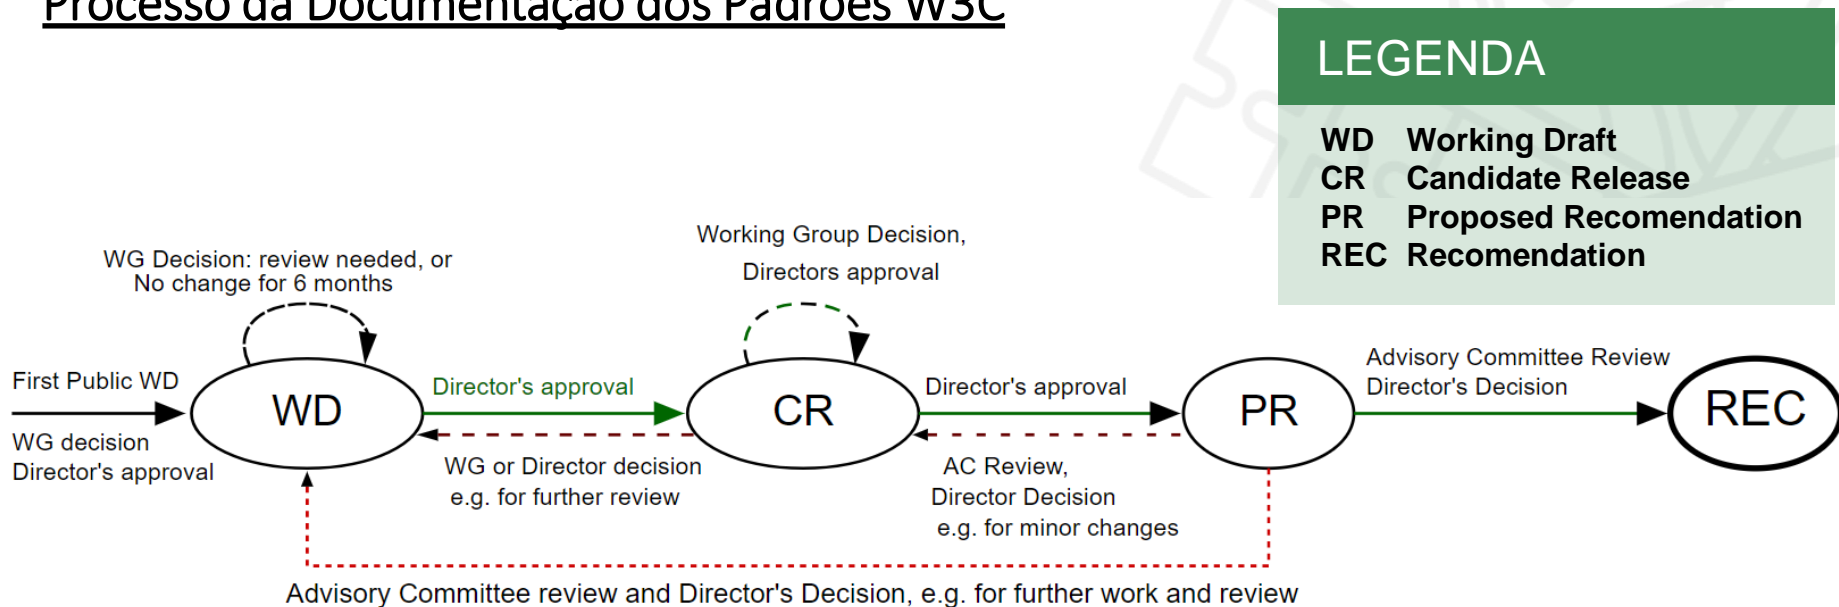 Processo da Documentação dos Padrões W3C
LEGENDA
WD Working Draft
CR Candidate Release
PR Proposed Recomendation
REC Recomendation
WG Decision: review needed, or
No change for 6 months
Working Group Decision,
Directors approval
First Public WD
WG decision
Director's approval
WD
Director's approval
WG or Director decision
e.g. for further review
CR
Director's approval
AC Review,
Director Decision
e.g. for minor changes
PR
Advisory Committee Review
Director's Decision
REC
Advisory Committee review and Director's Decision, e.g. for further work and review